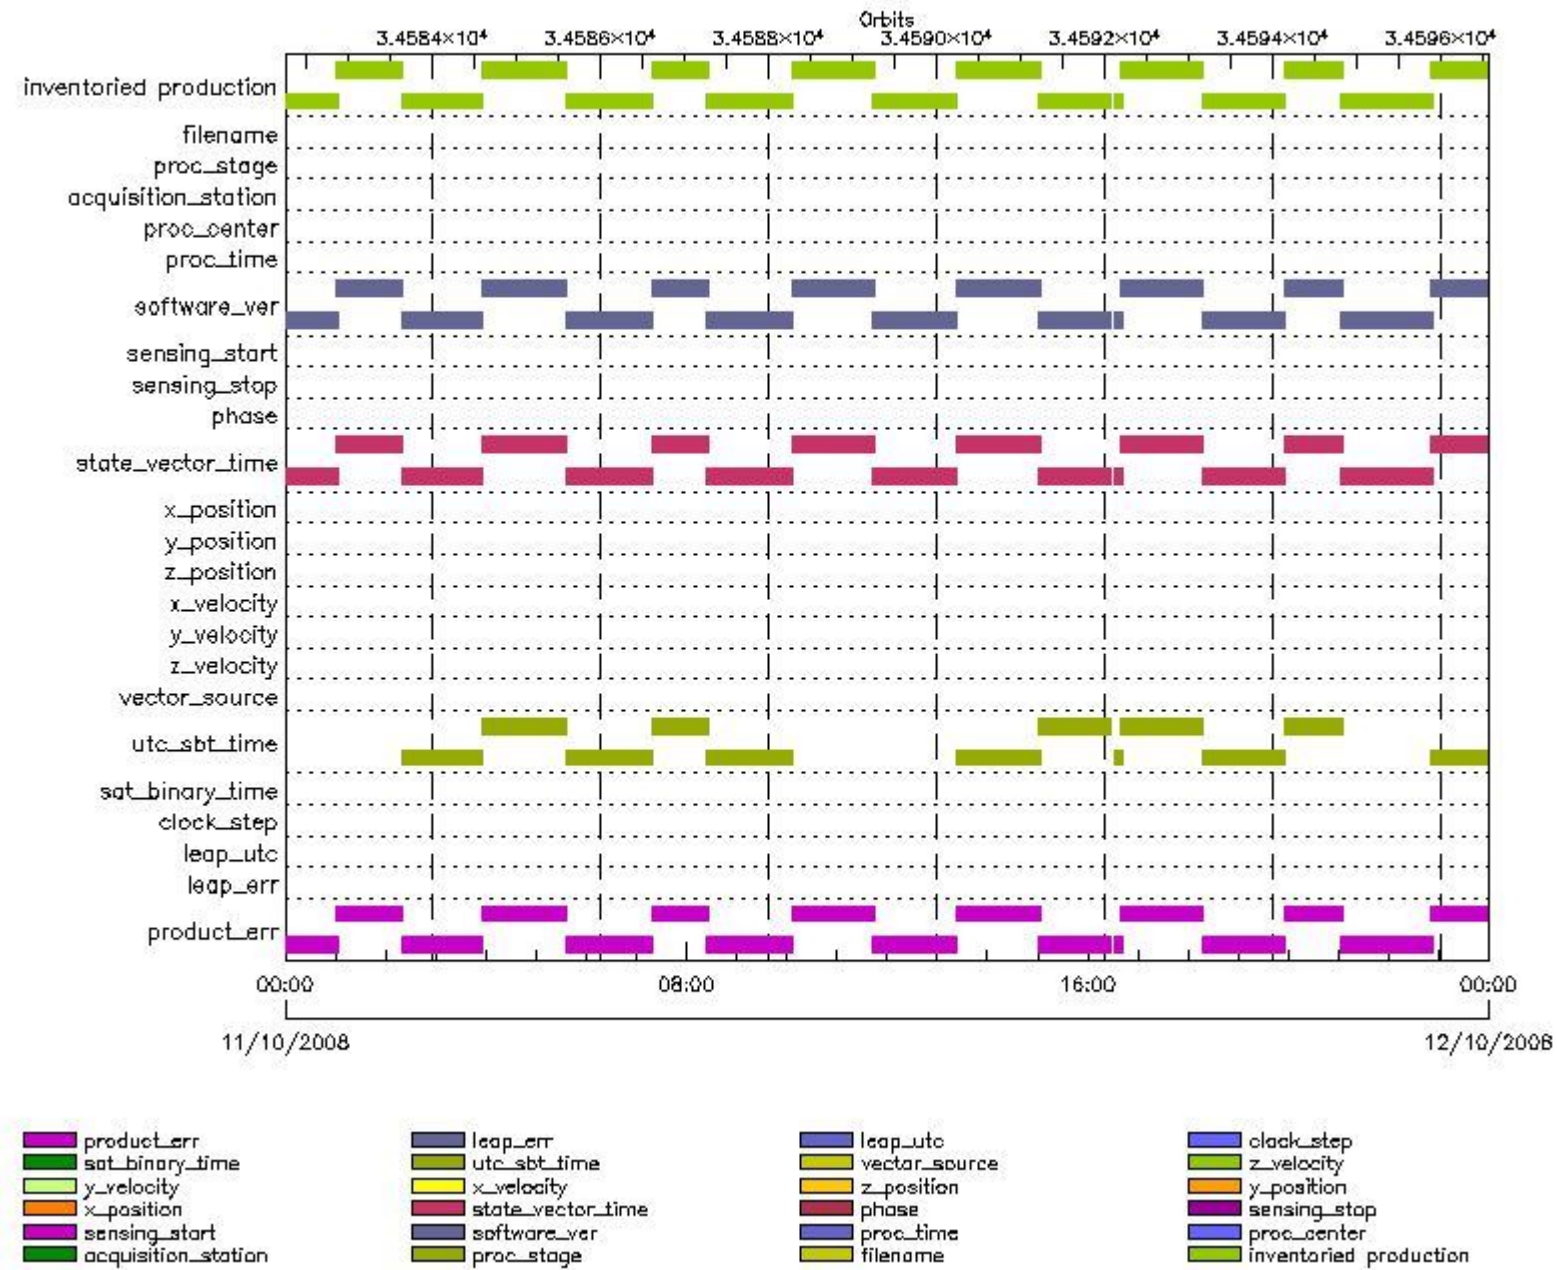 Orbits
3.4584×10⁴ 3.4586×10⁴ 3.4588×10⁴ 3.4590×10⁴ 3.4592×10⁴ 3.4594×10⁴ 3.4596×10⁴
inventoried production
filename
proc_stage
acquisition_station
proc_center
proc_time
software_ver
sensing_start
sensing_stop
phase
state_vector_time
x_position
y_position
z_position
x_velocity
y_velocity
z_velocity
vector_source
utc_sbt_time
sat_binary_time
clock_step
leap_utc
leap_err
product_err
00:00 08:00 16:00 00:00
11/10/2008 12/10/2008
product_err leap_err leap_utc clock_step
sat_binary_time utc_sbt_time vector_source z_velocity
y_velocity x_velocity z_position y_position
x_position state_vector_time phase sensing_stop
sensing_start software_ver proc_time proc_center
acquisition_station proc_stage filename inventoried production